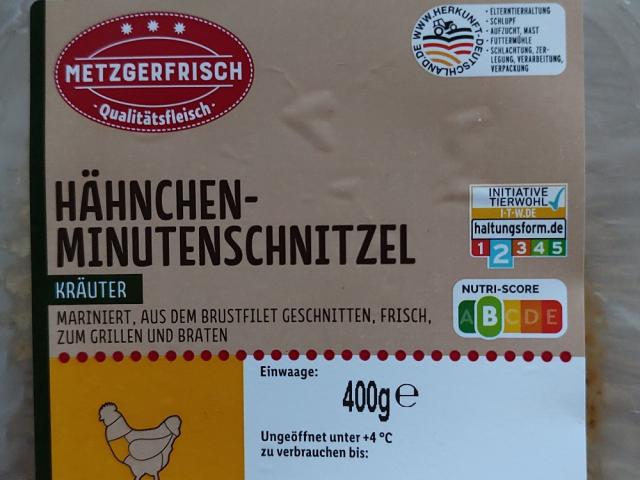 METZGERFRISCH
· Qualitätsfleisch ·
WWW.HERKUNFT-DEUTSCHLAND.DE
· ELTERNTIERHALTUNG
· SCHLUPF
· AUFZUCHT, MAST
· FUTTERMÜHLE
· SCHLACHTUNG, ZER-
LEGUNG, VERARBEITUNG,
VERPACKUNG
HÄHNCHEN-
MINUTENSCHNITZEL
KRÄUTER
MARINIERT, AUS DEM BRUSTFILET GESCHNITTEN, FRISCH,
ZUM GRILLEN UND BRATEN
INITIATIVE
TIERWOHL
I-T-W.DE
haltungsform.de
1 2 3 4 5
NUTRI-SCORE
A B C D E
Einwaage:
400g e
Ungeöffnet unter +4 °C
zu verbrauchen bis: